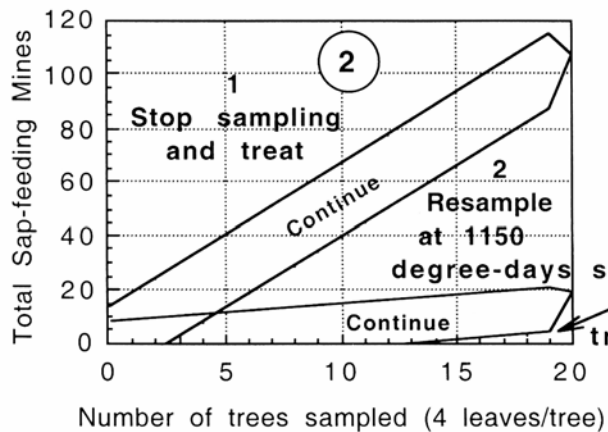 120
100
80
60
40
20
0
Total Sap-feeding Mines
2
1
Stop sampling
and treat
Continue
2
Resample
at 1150
degree-days s
Continue
tr
0 5 10 15 20
Number of trees sampled (4 leaves/tree)